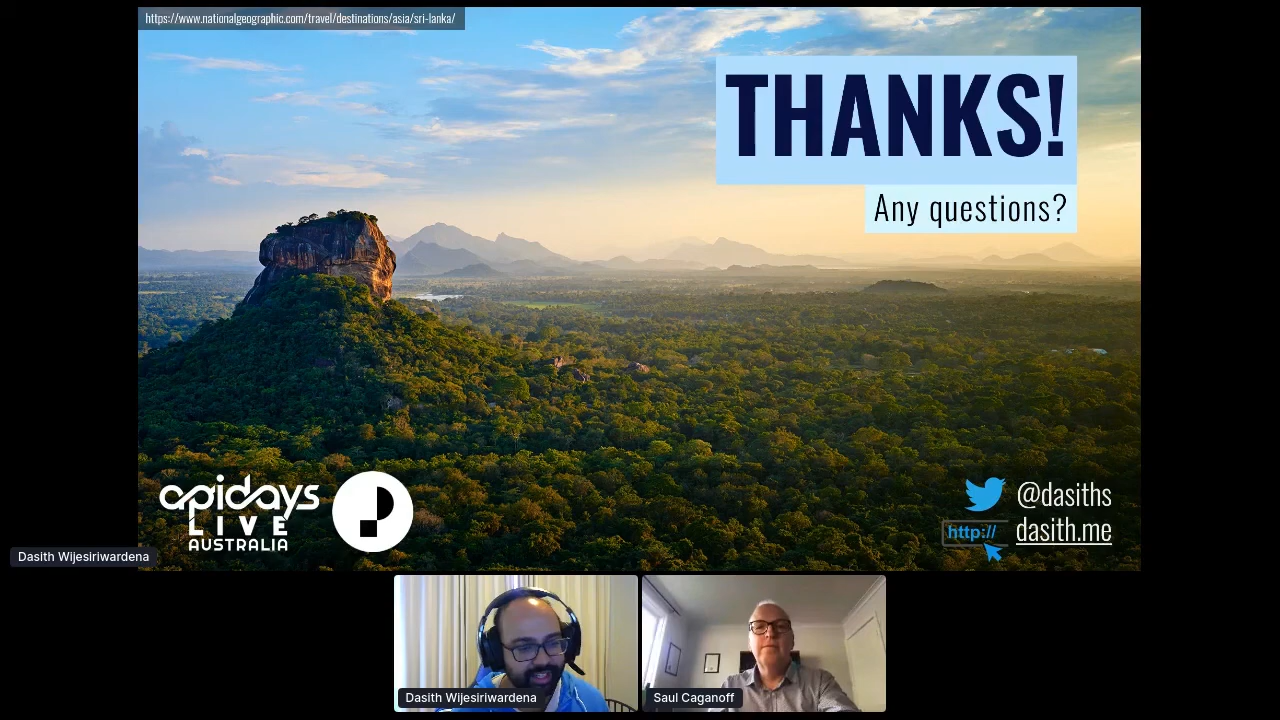 https://www.nationalgeographic.com/travel/destinations/asia/sri-lanka/
THANKS!
Any questions?
apidays
LIVE
AUSTRALIA
@dasiths
http://
dasith.me
Dasith Wijesiriwardena
Dasith Wijesiriwardena
Saul Caganoff